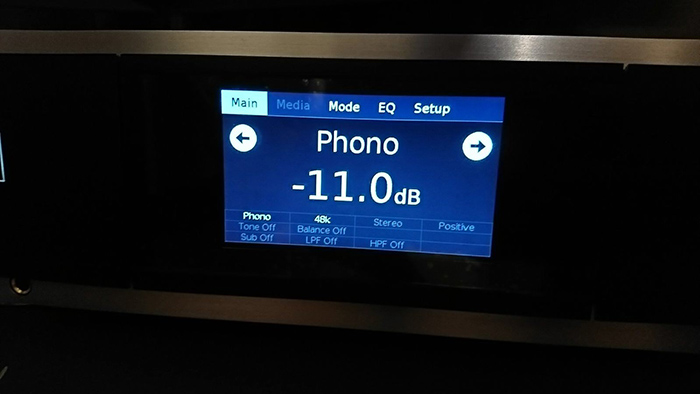 Main Media Mode EQ Setup
Phono
-11.0dB
Phono 48k Stereo Positive
Tone Off Balance Off
Sub Off LPF Off HPF Off